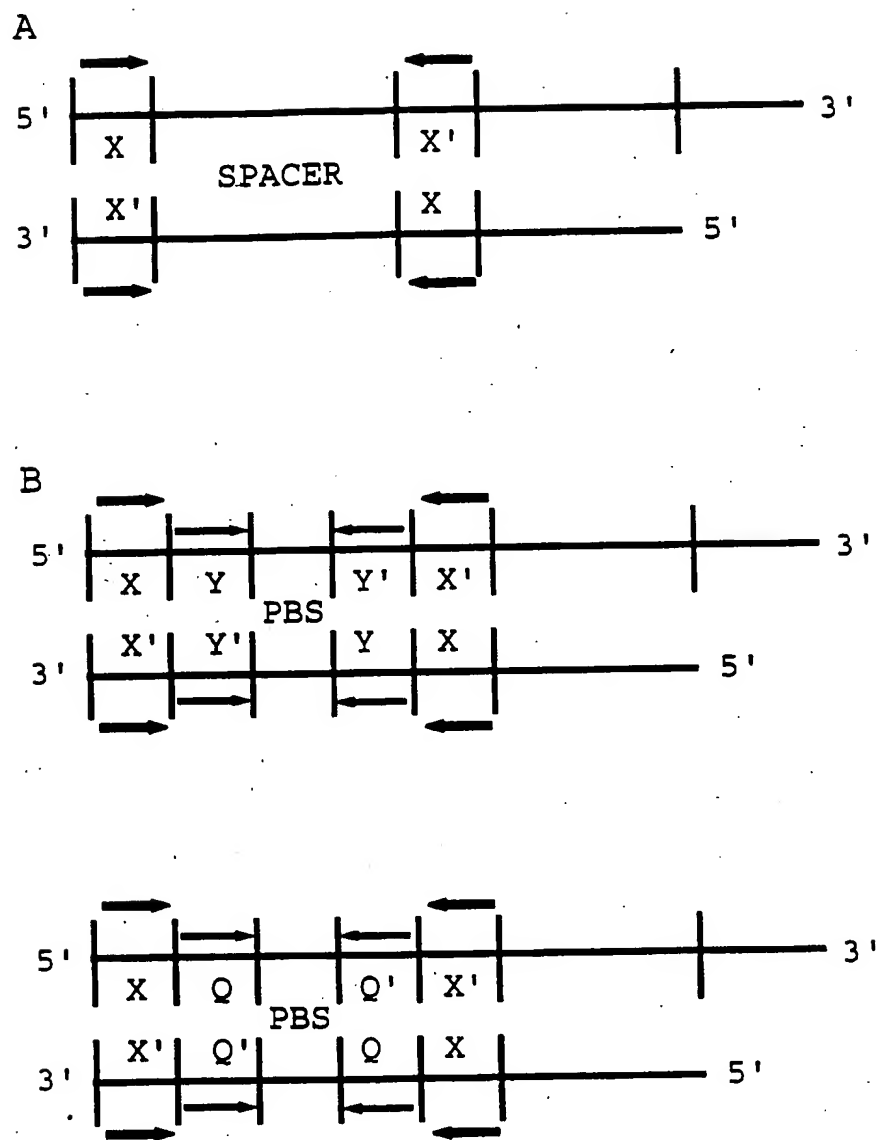 A
5' 3'
X X'
SPACER
X' X
3' 5'
B
5' 3'
X Y Y' X'
PBS
X' Y' Y X
3' 5'
5' 3'
X Q Q' X'
PBS
X' Q' Q X
3' 5'